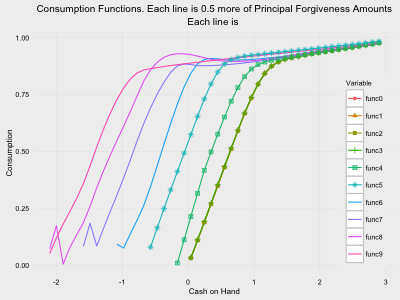 Consumption Functions. Each line is 0.5 more of Principal Forgiveness Amounts
Each line is
1.00
0.75
0.50
0.25
0.00
Consumption
-2
-1
0
1
2
3
Cash on Hand
Variable
func0
func1
func2
func3
func4
func5
func6
func7
func8
func9